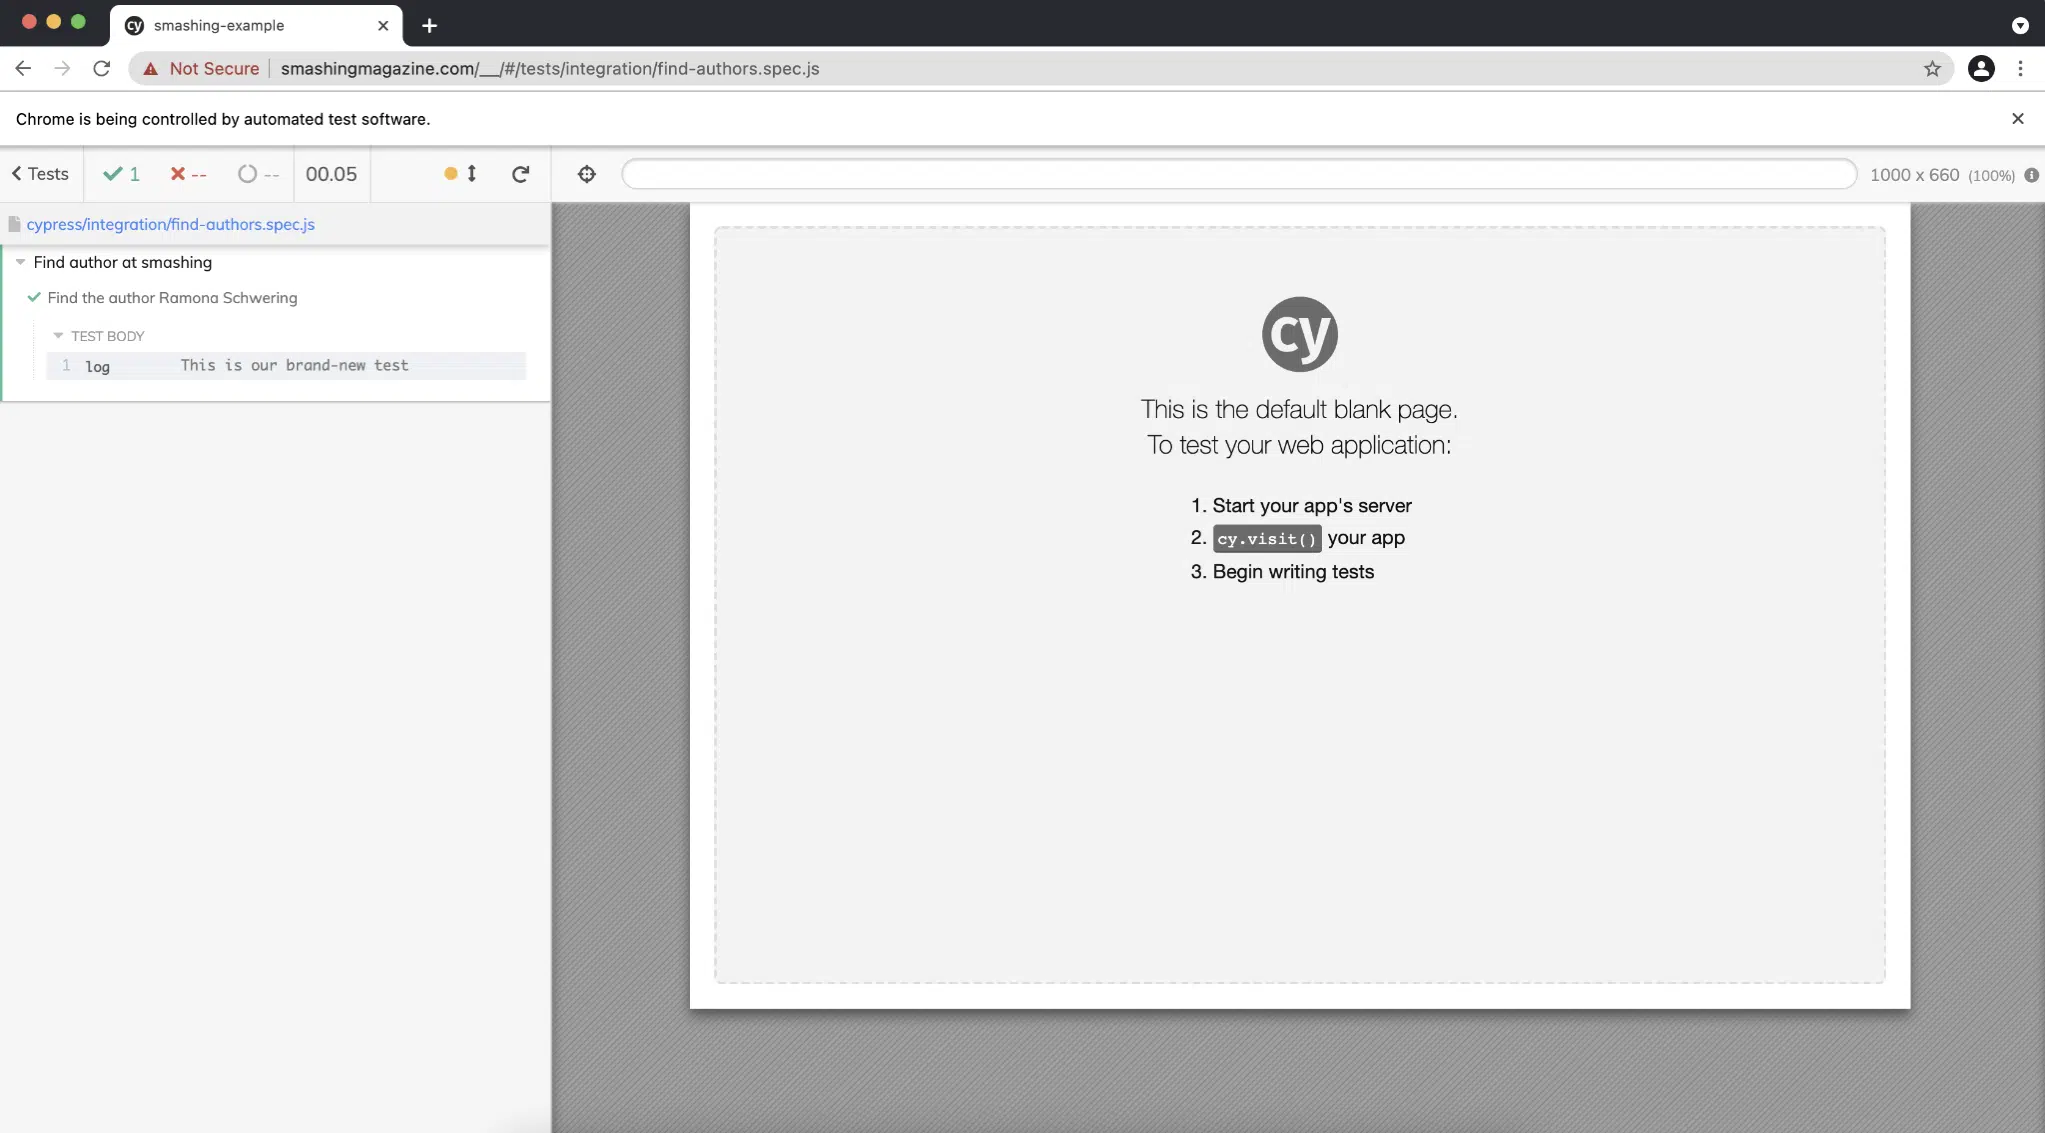 smashing-example
Not Secure smashingmagazine.com/__/#/tests/integration/find-authors.spec.js
Chrome is being controlled by automated test software.
Tests 1 -- -- 00.05 1000 x 660 (100%)
cypress/integration/find-authors.spec.js
Find author at smashing
Find the author Ramona Schwering
TEST BODY
1 log This is our brand-new test
cy
This is the default blank page.
To test your web application:
1. Start your app's server
2. cy.visit() your app
3. Begin writing tests